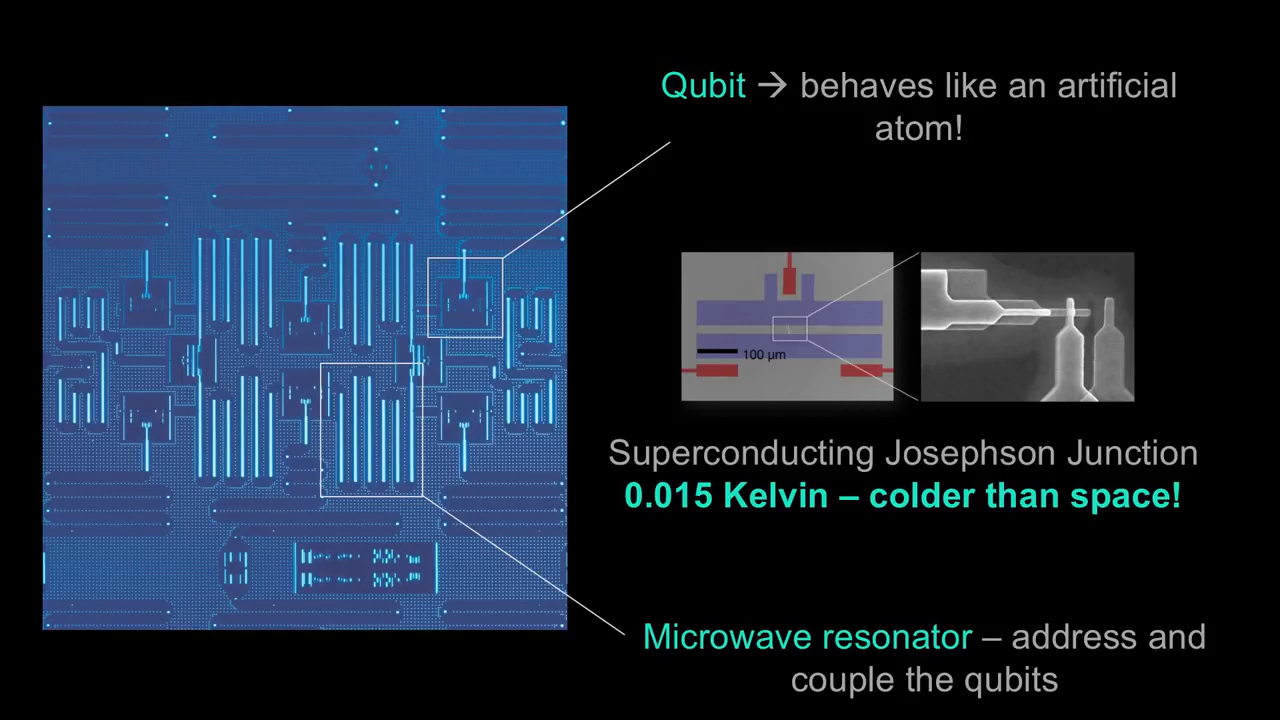 Qubit → behaves like an artificial
atom!
100 µm
Superconducting Josephson Junction
0.015 Kelvin – colder than space!
Microwave resonator – address and
couple the qubits